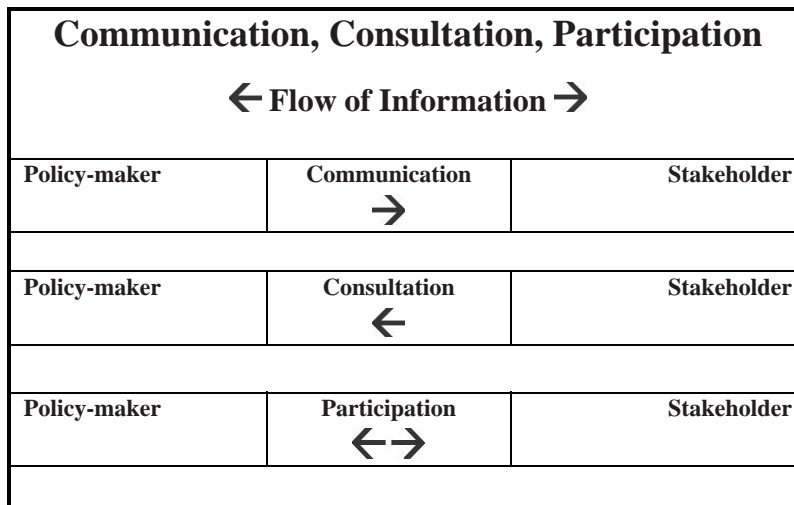 Communication, Consultation, Participation
← Flow of Information →
Policy-maker Communication Stakeholder
→
Policy-maker Consultation Stakeholder
←
Policy-maker Participation Stakeholder
←→